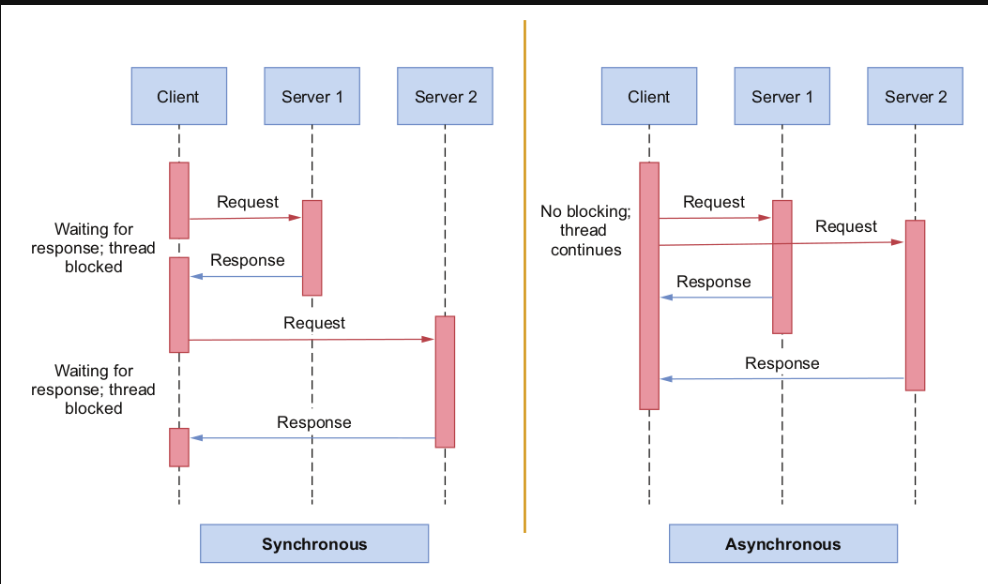 Client
Server 1
Server 2
Request
Waiting for
response; thread
blocked
Response
Request
Waiting for
response; thread
blocked
Response
Synchronous
Client
Server 1
Server 2
No blocking;
thread
continues
Request
Request
Response
Response
Asynchronous